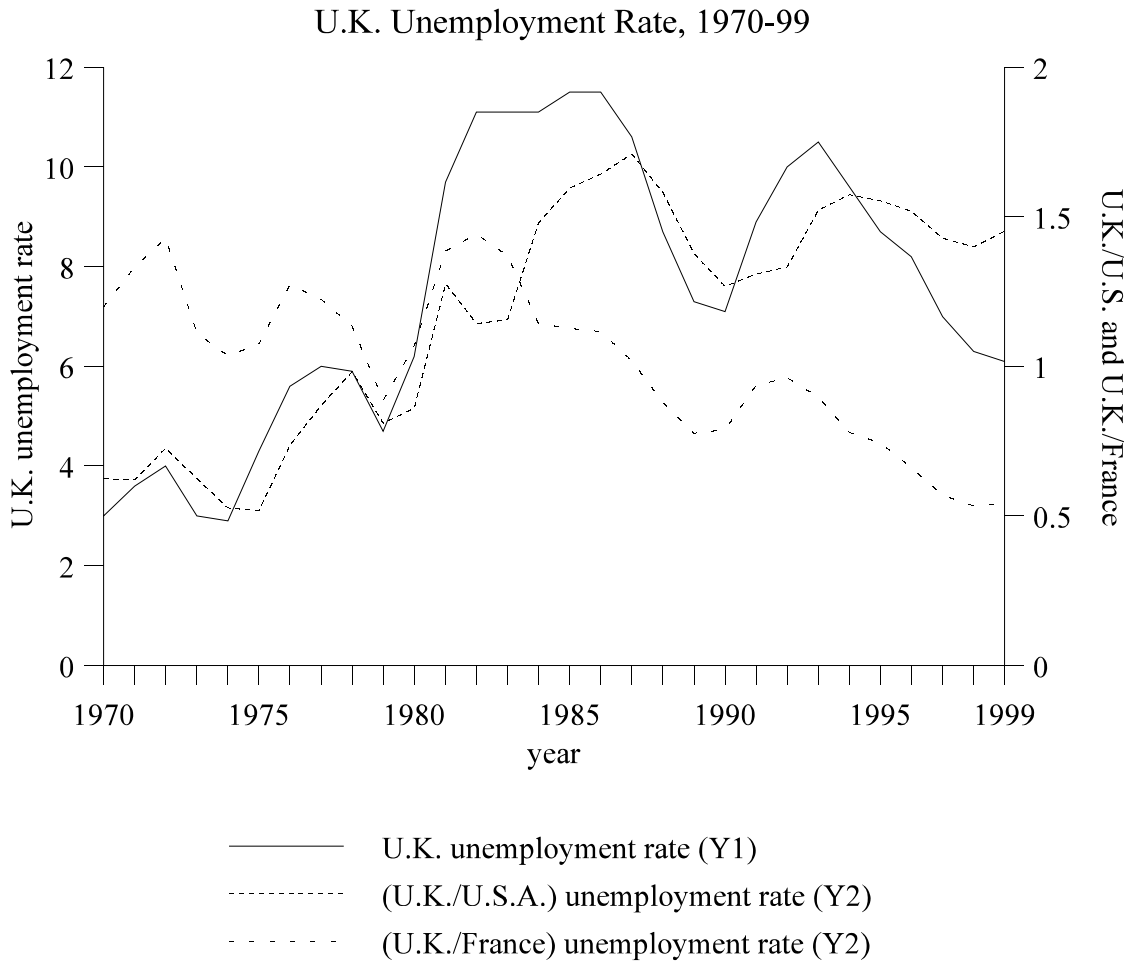 U.K. Unemployment Rate, 1970-99
12
10
8
6
4
2
0
U.K. unemployment rate
2
1.5
1
0.5
0
U.K./U.S. and U.K./France
1970 1975 1980 1985 1990 1995 1999
year
U.K. unemployment rate (Y1)
(U.K./U.S.A.) unemployment rate (Y2)
(U.K./France) unemployment rate (Y2)